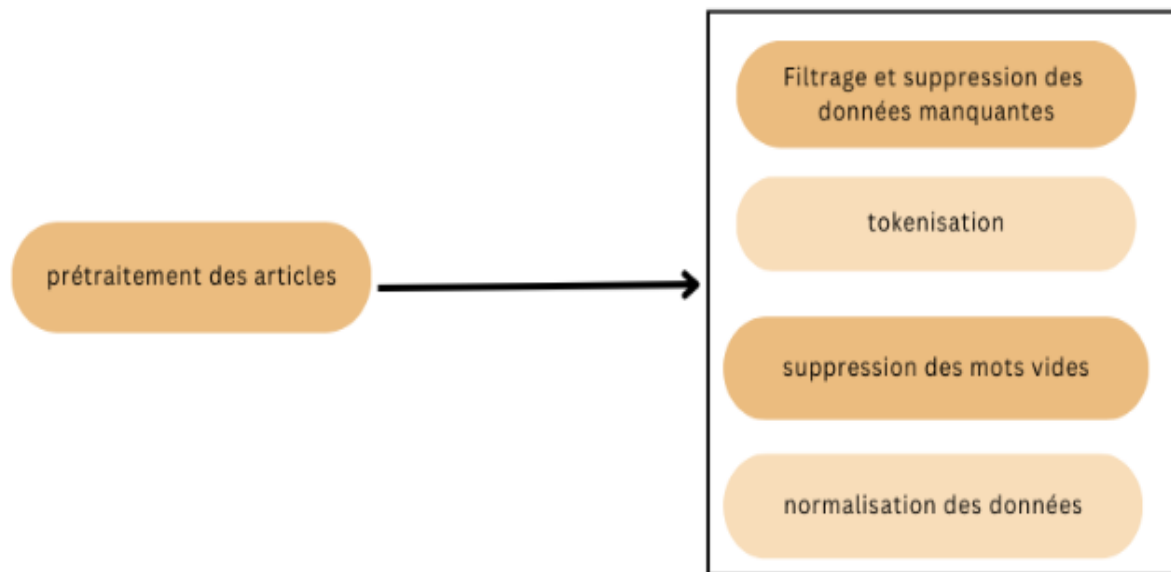 prétraitement des articles
Filtrage et suppression des
données manquantes
tokenisation
suppression des mots vides
normalisation des données